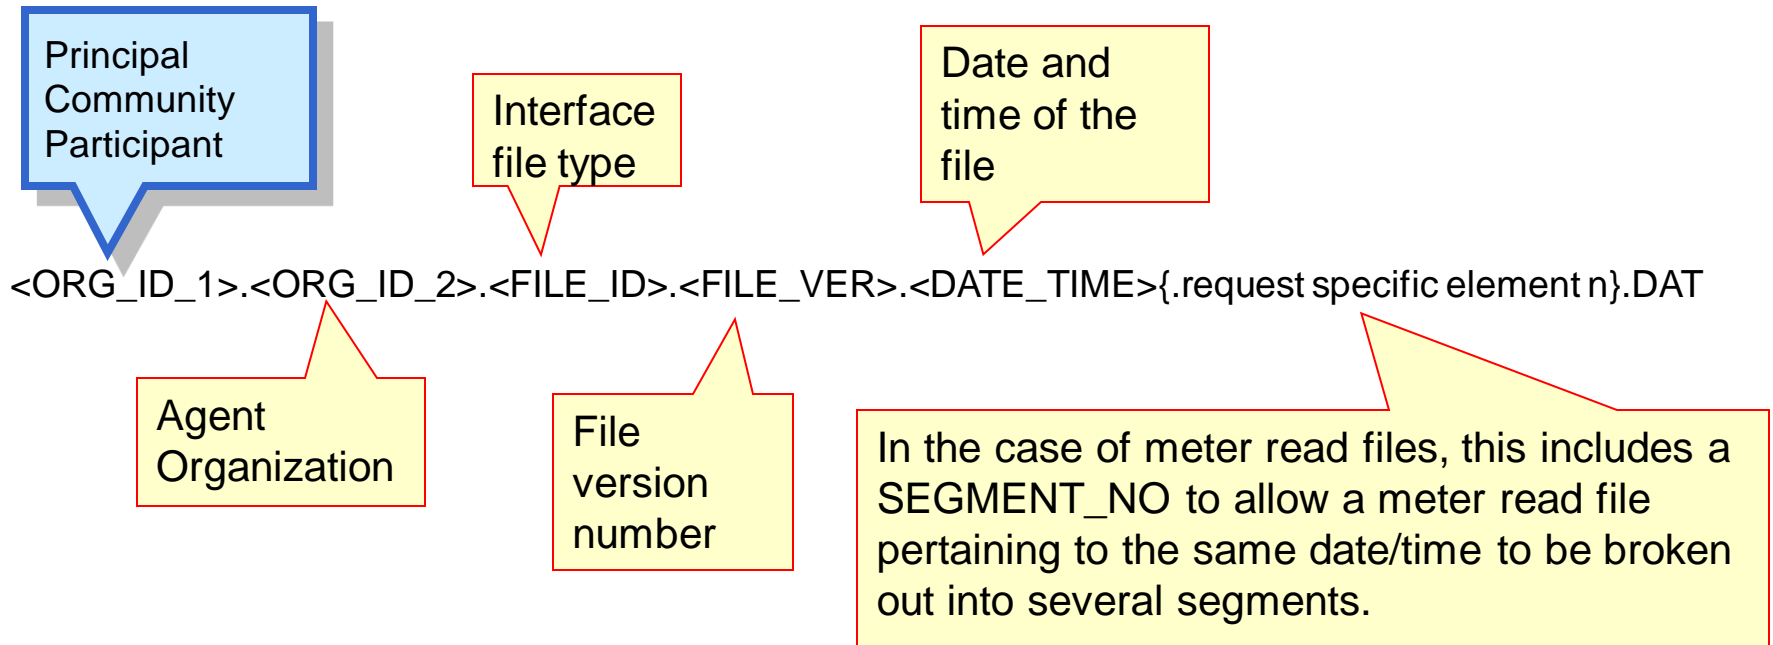 Principal
Community
Participant
Interface
file type
Date and
time of the
file
<ORG_ID_1>.<ORG_ID_2>.<FILE_ID>.<FILE_VER>.<DATE_TIME>{.request specific element n}.DAT
Agent
Organization
File
version
number
In the case of meter read files, this includes a
SEGMENT_NO to allow a meter read file
pertaining to the same date/time to be broken
out into several segments.